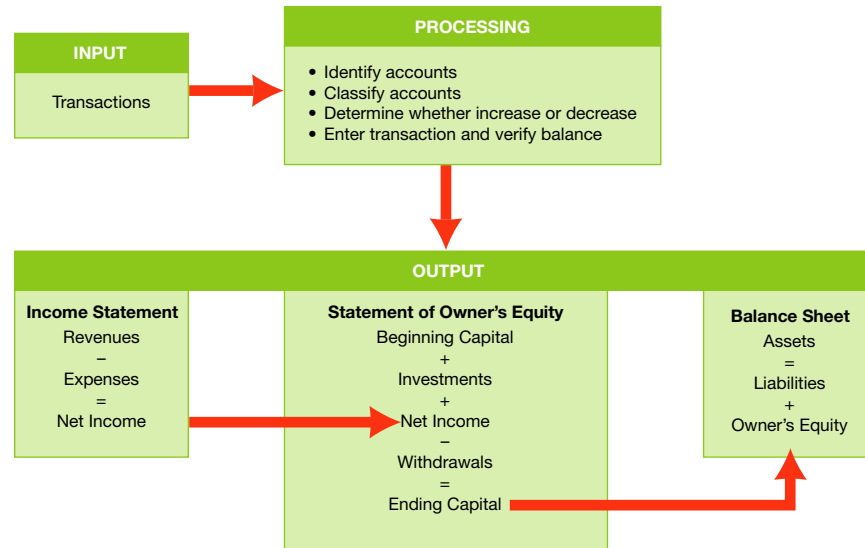 INPUT
Transactions
PROCESSING
• Identify accounts
• Classify accounts
• Determine whether increase or decrease
• Enter transaction and verify balance
OUTPUT
Income Statement
Revenues
–
Expenses
=
Net Income
Statement of Owner's Equity
Beginning Capital
+
Investments
+
Net Income
–
Withdrawals
=
Ending Capital
Balance Sheet
Assets
=
Liabilities
+
Owner's Equity